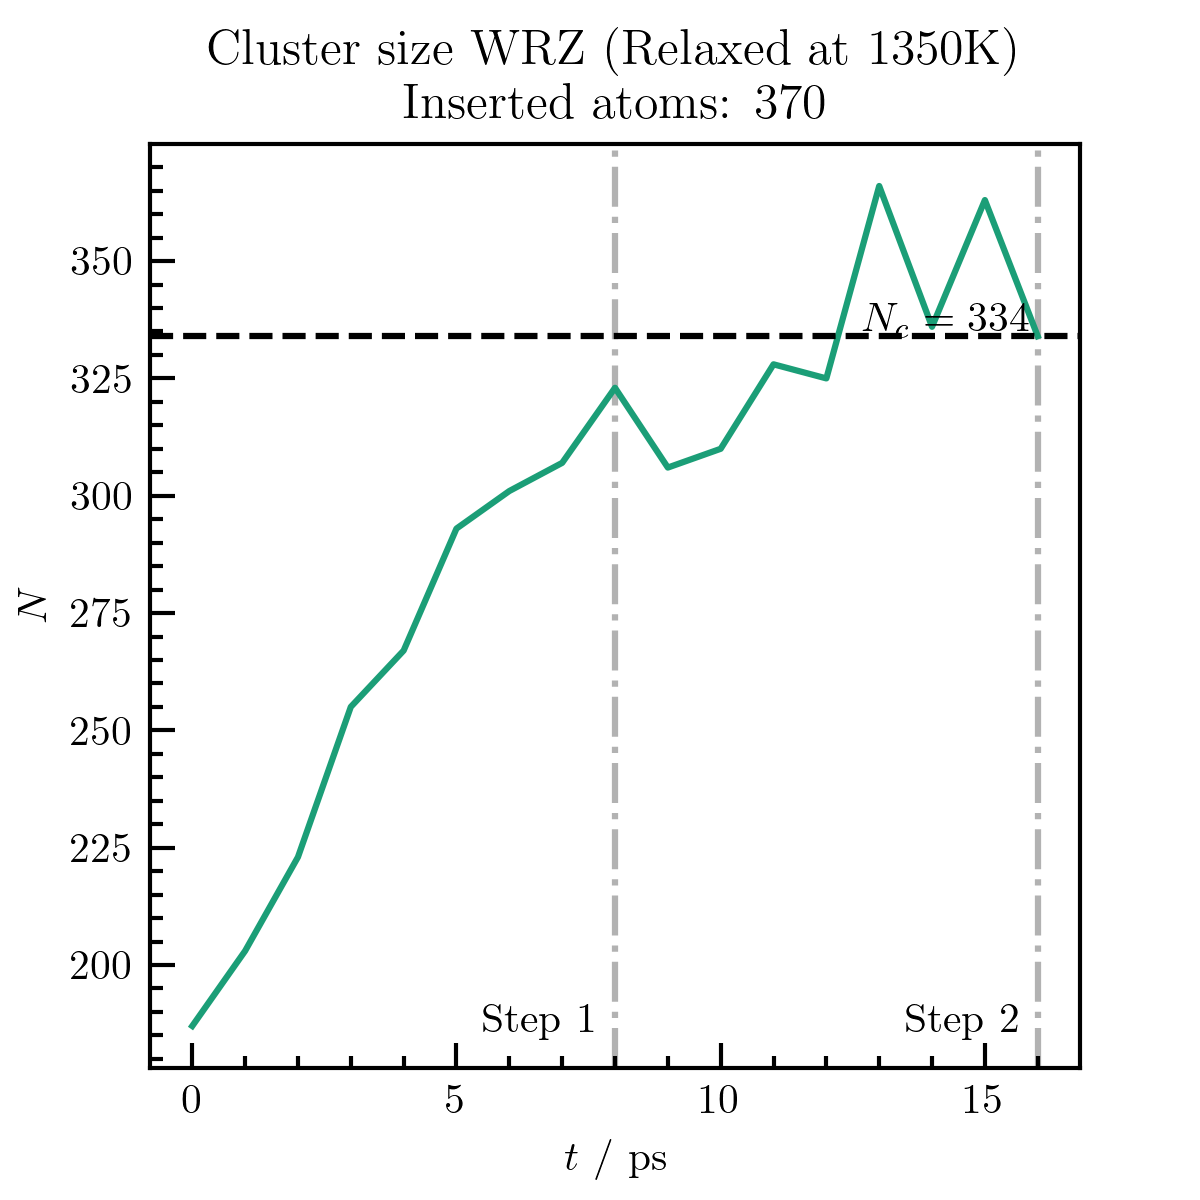 Cluster size WRZ (Relaxed at 1350K)
Inserted atoms: 370
350
325
300
275
250
225
200
N
N_c = 334
Step 1
Step 2
0 5 10 15
t / ps